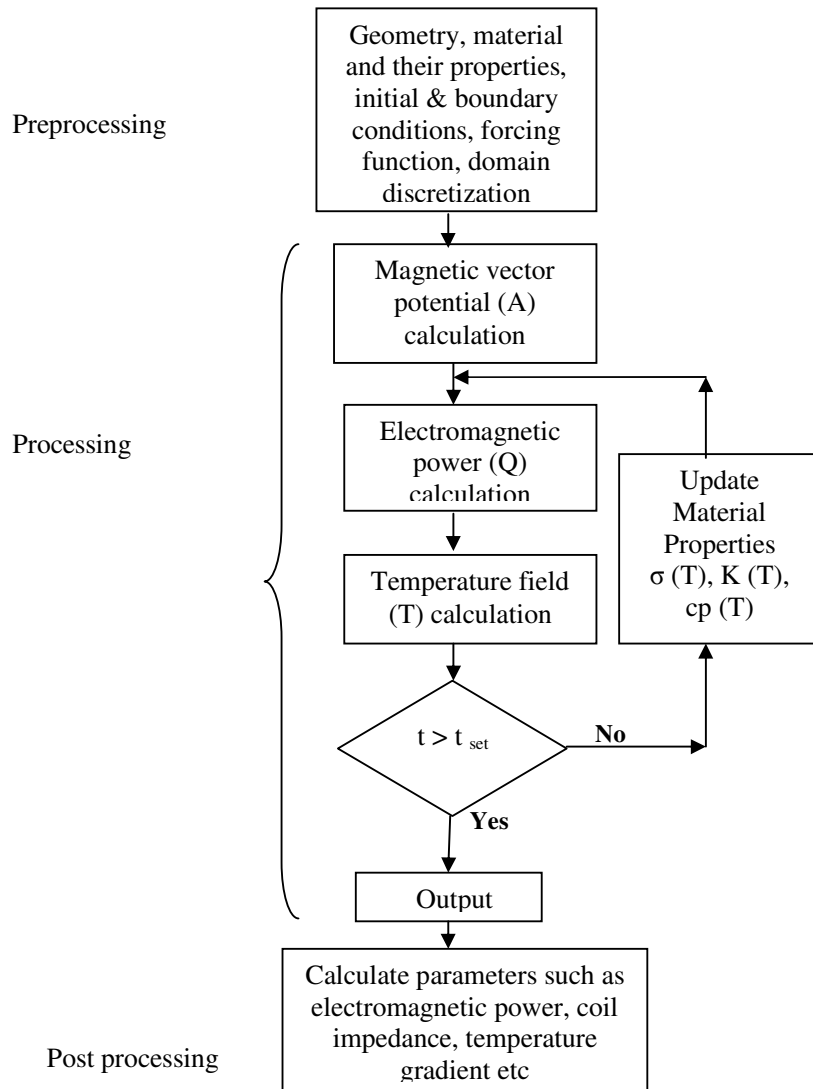 Preprocessing
Geometry, material
and their properties,
initial & boundary
conditions, forcing
function, domain
discretization
Processing
Magnetic vector
potential (A)
calculation
Electromagnetic
power (Q)
calculation
Update
Material
Properties
σ (T), K (T),
cp (T)
Temperature field
(T) calculation
t > t set
No
Yes
Output
Post processing
Calculate parameters such as
electromagnetic power, coil
impedance, temperature
gradient etc